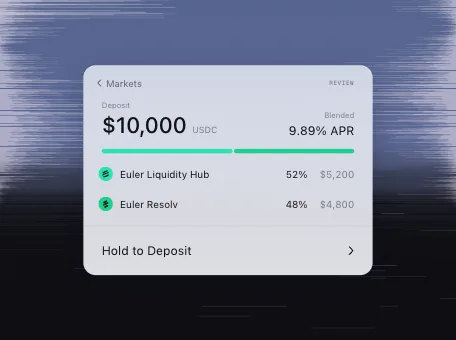 Markets REVIEW
Deposit
$10,000 USDC
Blended
9.89% APR
Euler Liquidity Hub 52% $5,200
Euler Resolv 48% $4,800
Hold to Deposit